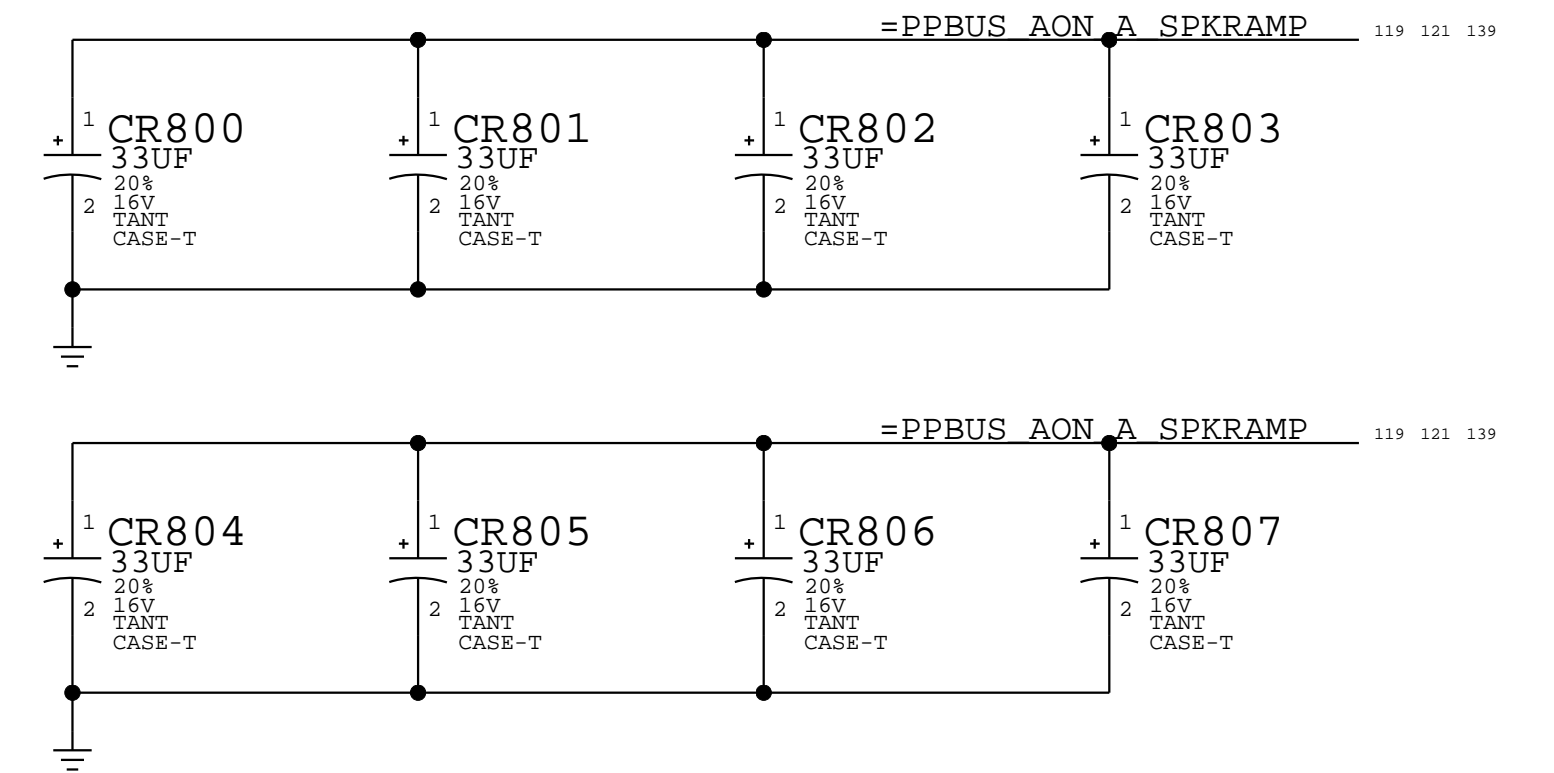 =PPBUS_AON_A_SPKRAMP 119 121 139
1 CR800
+ 33UF
20%
2 16V
TANT
CASE-T
1 CR801
+ 33UF
20%
2 16V
TANT
CASE-T
1 CR802
+ 33UF
20%
2 16V
TANT
CASE-T
1 CR803
+ 33UF
20%
2 16V
TANT
CASE-T
=PPBUS_AON_A_SPKRAMP 119 121 139
1 CR804
+ 33UF
20%
2 16V
TANT
CASE-T
1 CR805
+ 33UF
20%
2 16V
TANT
CASE-T
1 CR806
+ 33UF
20%
2 16V
TANT
CASE-T
1 CR807
+ 33UF
20%
2 16V
TANT
CASE-T